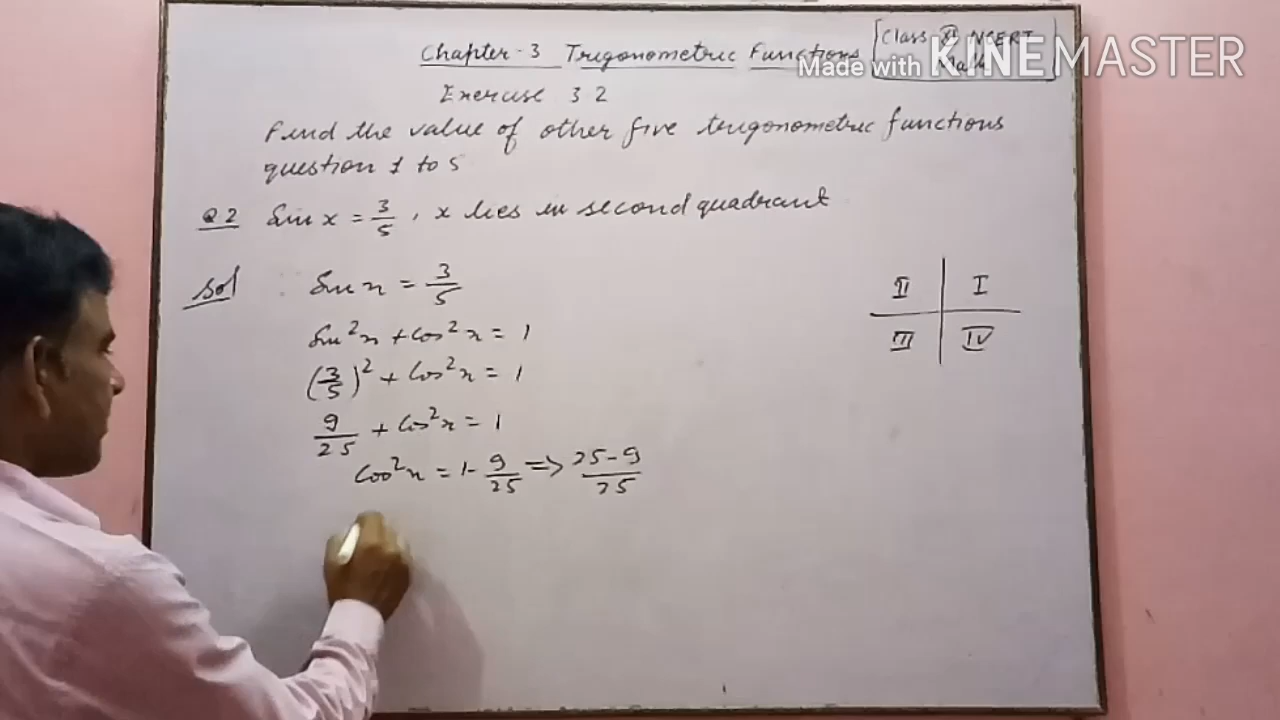 Chapter-3 Trigonometric Functions
[Class XI NCERT
Math
Made with KINEMASTER
Exercise 3.2
Find the value of other five trigonometric functions
question 1 to 5
Q2 Sin x = 3/5, x lies in second quadrant
Sol ∵ Sin x = 3/5
Sin²x + cos²x = 1
(3/5)² + Cos²x = 1
9/25 + Cos²x = 1
Cos²x = 1 - 9/25 => 25-9/25
II I
III IV